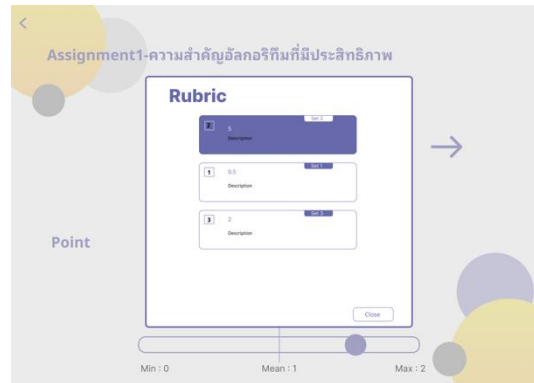 Assignment1-ความสำคัญอัลกอริทึมที่มีประสิทธิภาพ
Rubric
2
Set 2
5
Description
1
Set 1
0.5
Description
3
Set 3
2
Description
Point
Close
Min : 0
Mean : 1
Max : 2